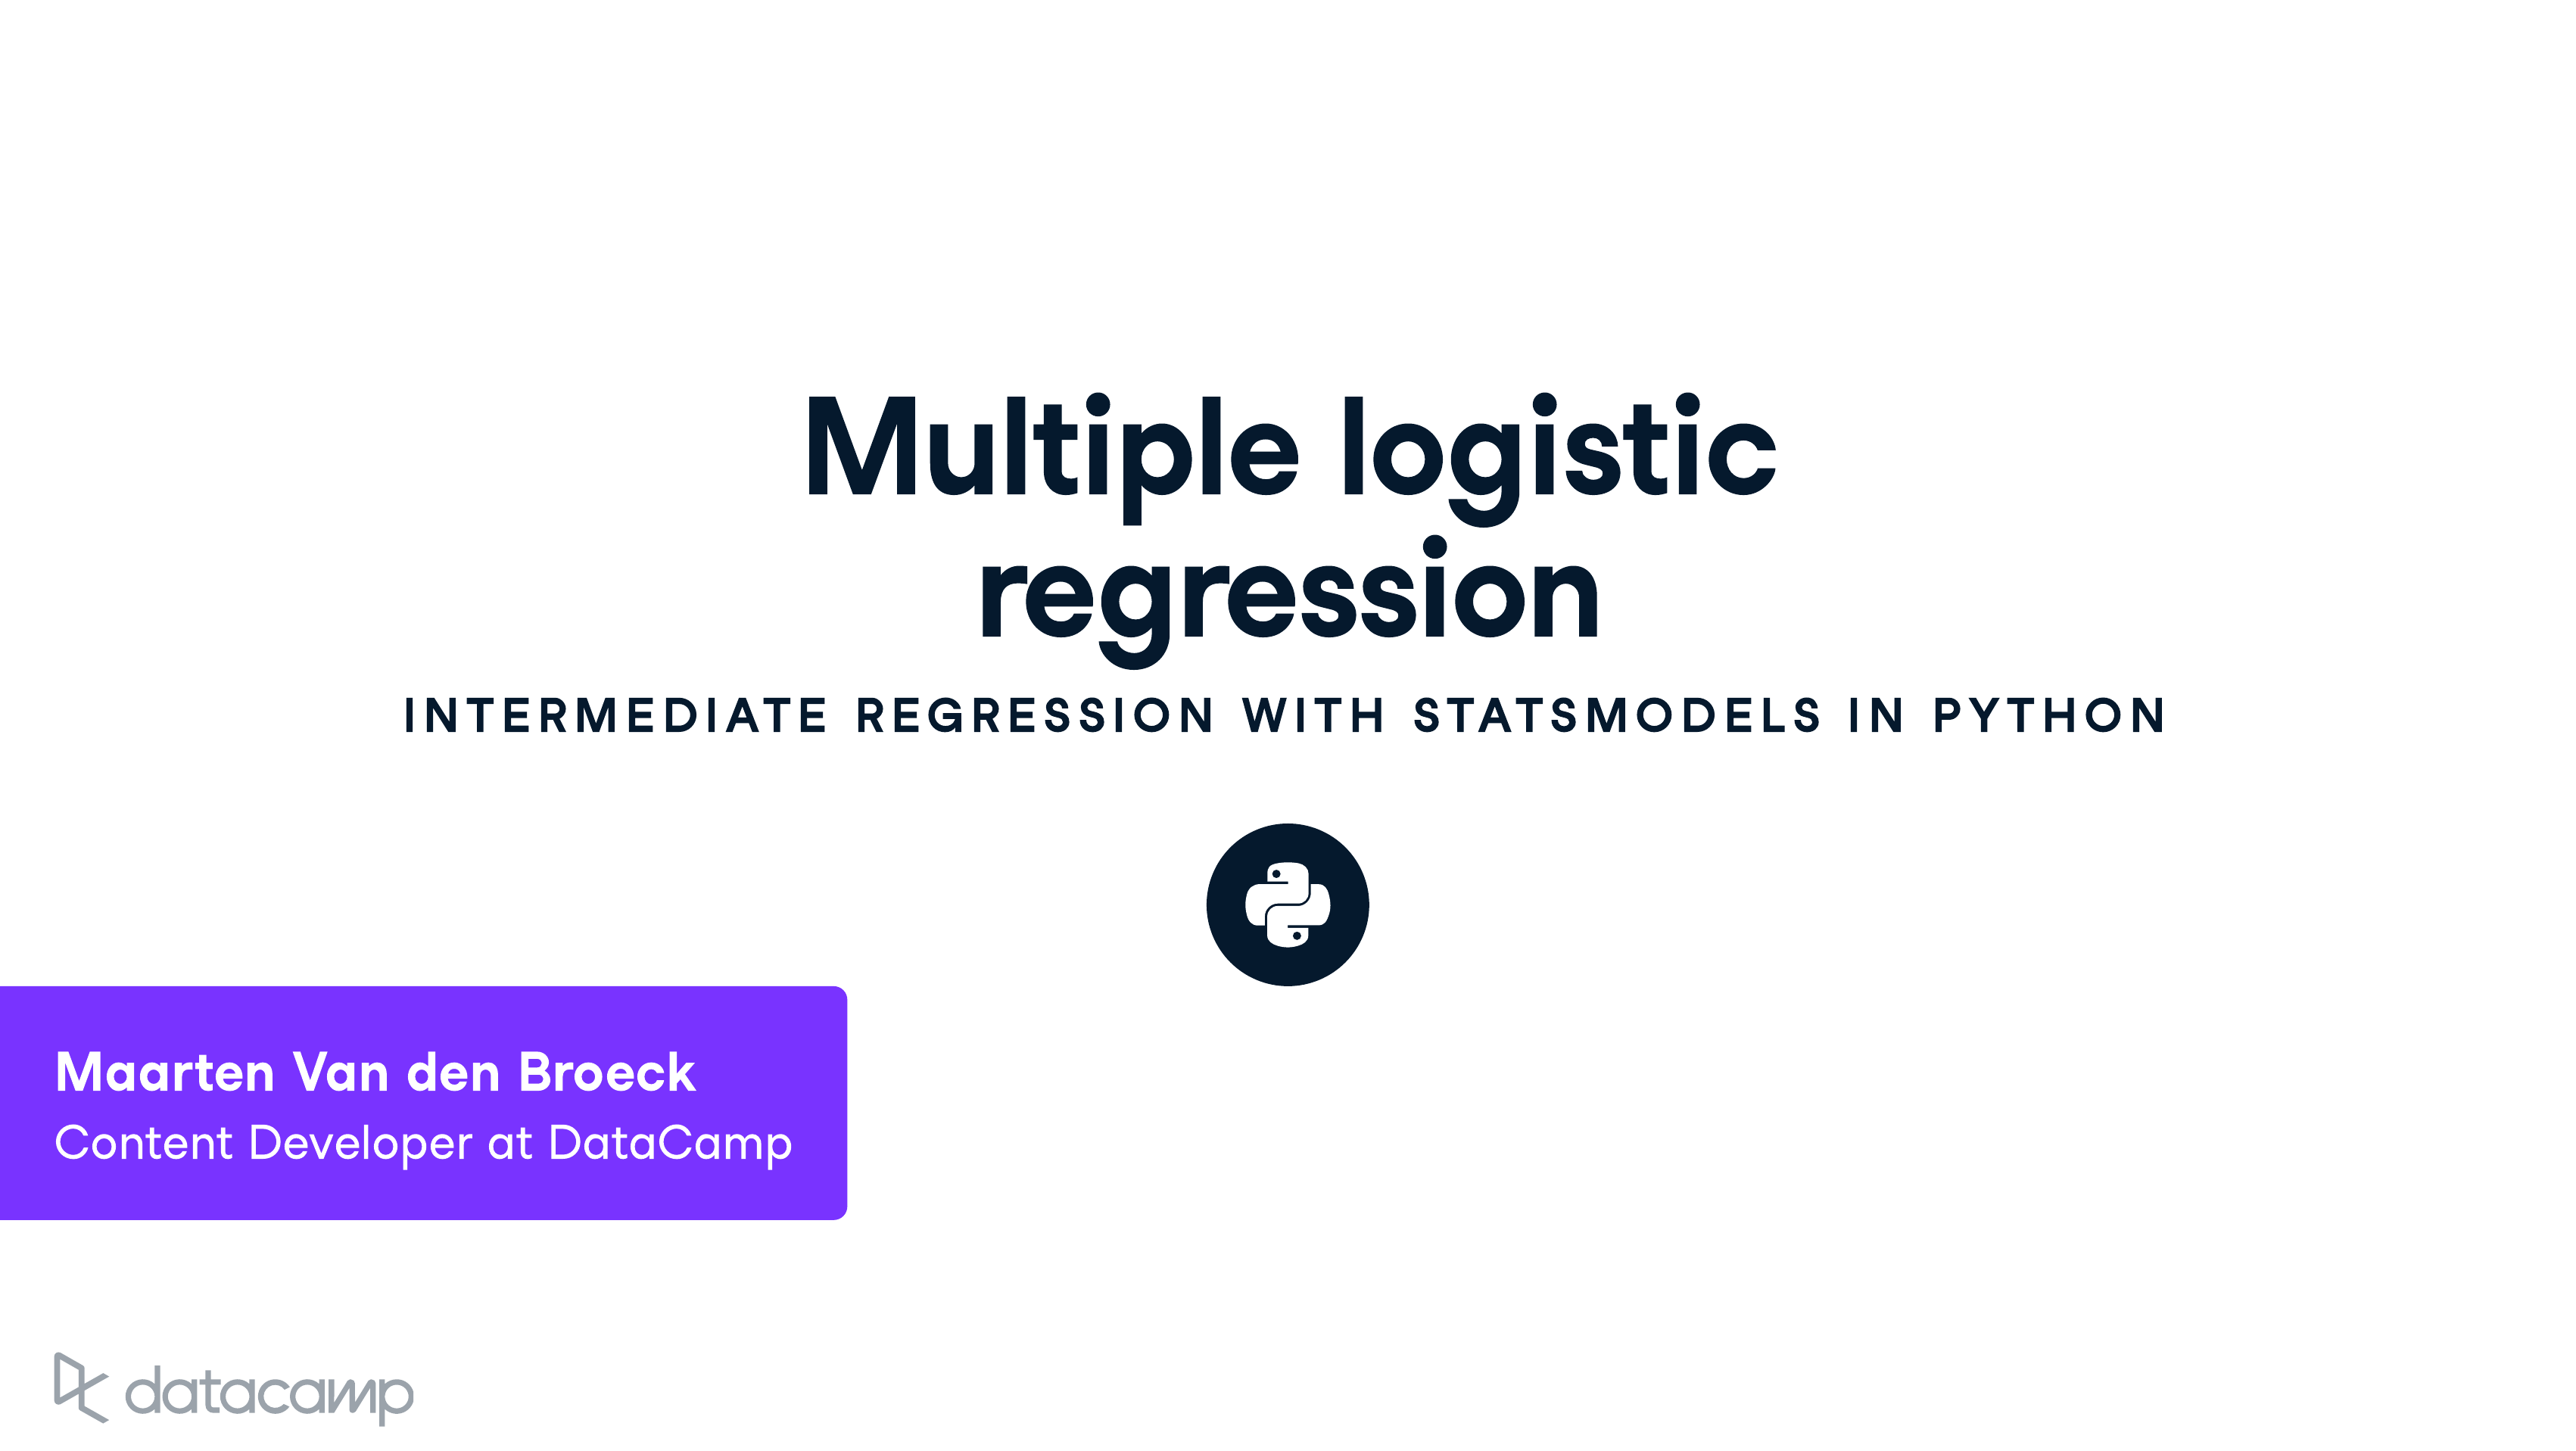 Multiple logistic
regression
INTERMEDIATE REGRESSION WITH STATSMODELS IN PYTHON
Maarten Van den Broeck
Content Developer at DataCamp
datacamp